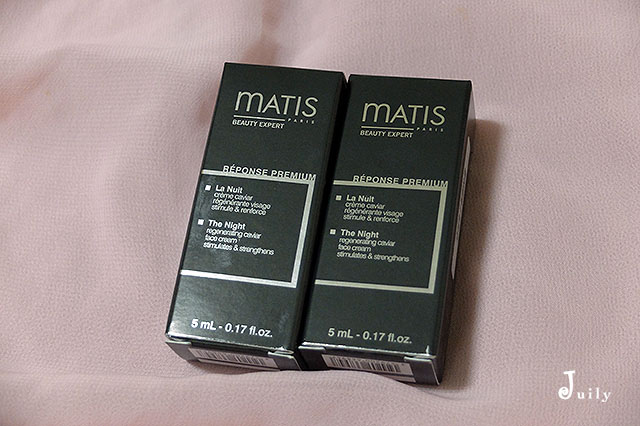 MATIS
PARIS
BEAUTY EXPERT
RÉPONSE PREMIUM
La Nuit
crème caviar
régénérante visage
stimule & renforce
The Night
regenerating caviar
face cream
stimulates & strengthens
5 mL - 0.17 fl.oz.
MATIS
PARIS
BEAUTY EXPERT
RÉPONSE PREMIUM
La Nuit
crème caviar
régénérante visage
stimule & renforce
The Night
regenerating caviar
face cream
stimulates & strengthens
5 mL - 0.17 fl.oz.
Juily